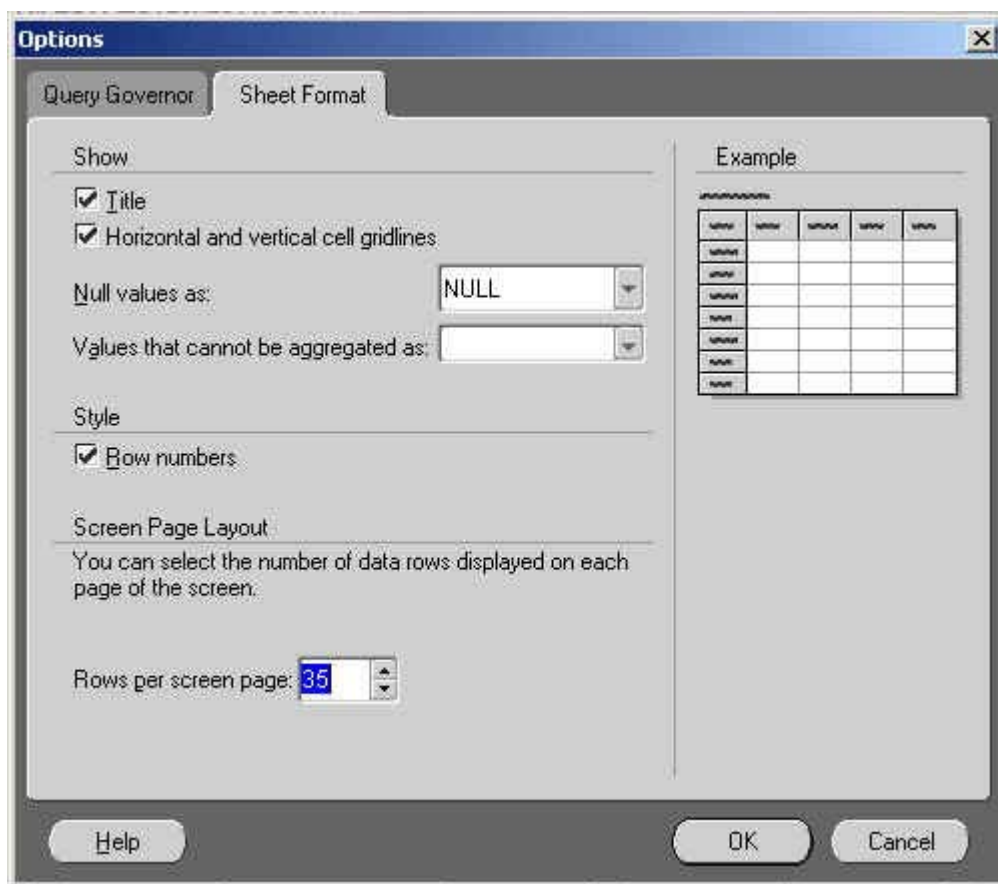 Options
Query Governor
Sheet Format
Show
Title
Horizontal and vertical cell gridlines
Null values as: NULL
Values that cannot be aggregated as:
Style
Row numbers
Screen Page Layout
You can select the number of data rows displayed on each
page of the screen.
Rows per screen page: 35
Example
Help
OK
Cancel